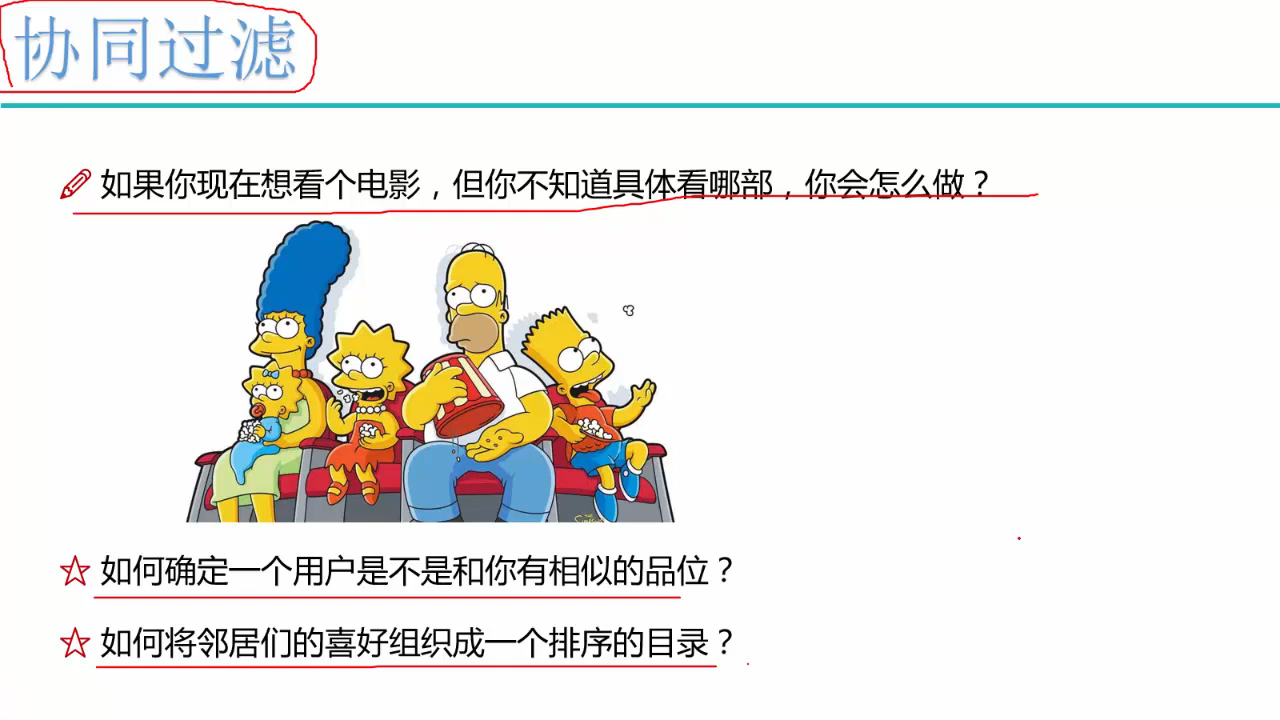 协同过滤
如果你现在想看个电影，但你不知道具体看哪部，你会怎么做？
如何确定一个用户是不是和你有相似的品位？
如何将邻居们的喜好组织成一个排序的目录？